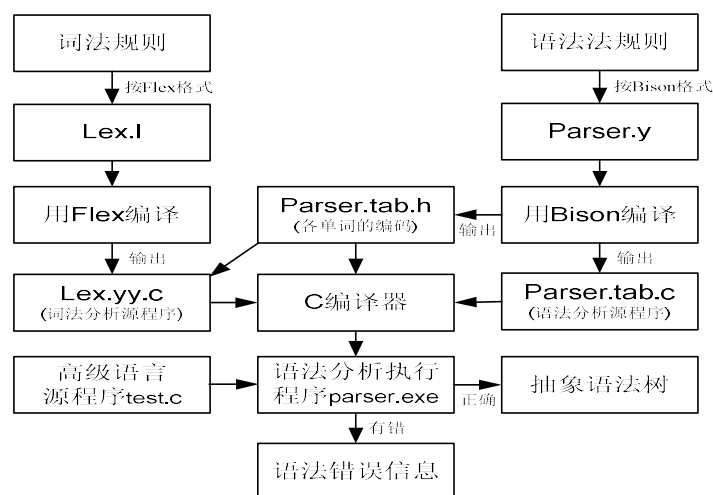 词法规则
语法法规则
按Flex格式
按Bison格式
Lex.l
Parser.y
用Flex编译
Parser.tab.h
(各单词的编码)
用Bison编译
输出
输出
输出
Lex.yy.c
(词法分析源程序)
C编译器
Parser.tab.c
(语法分析源程序)
高级语言
源程序test.c
语法分析执行
程序parser.exe
正确
抽象语法树
有错
语法错误信息